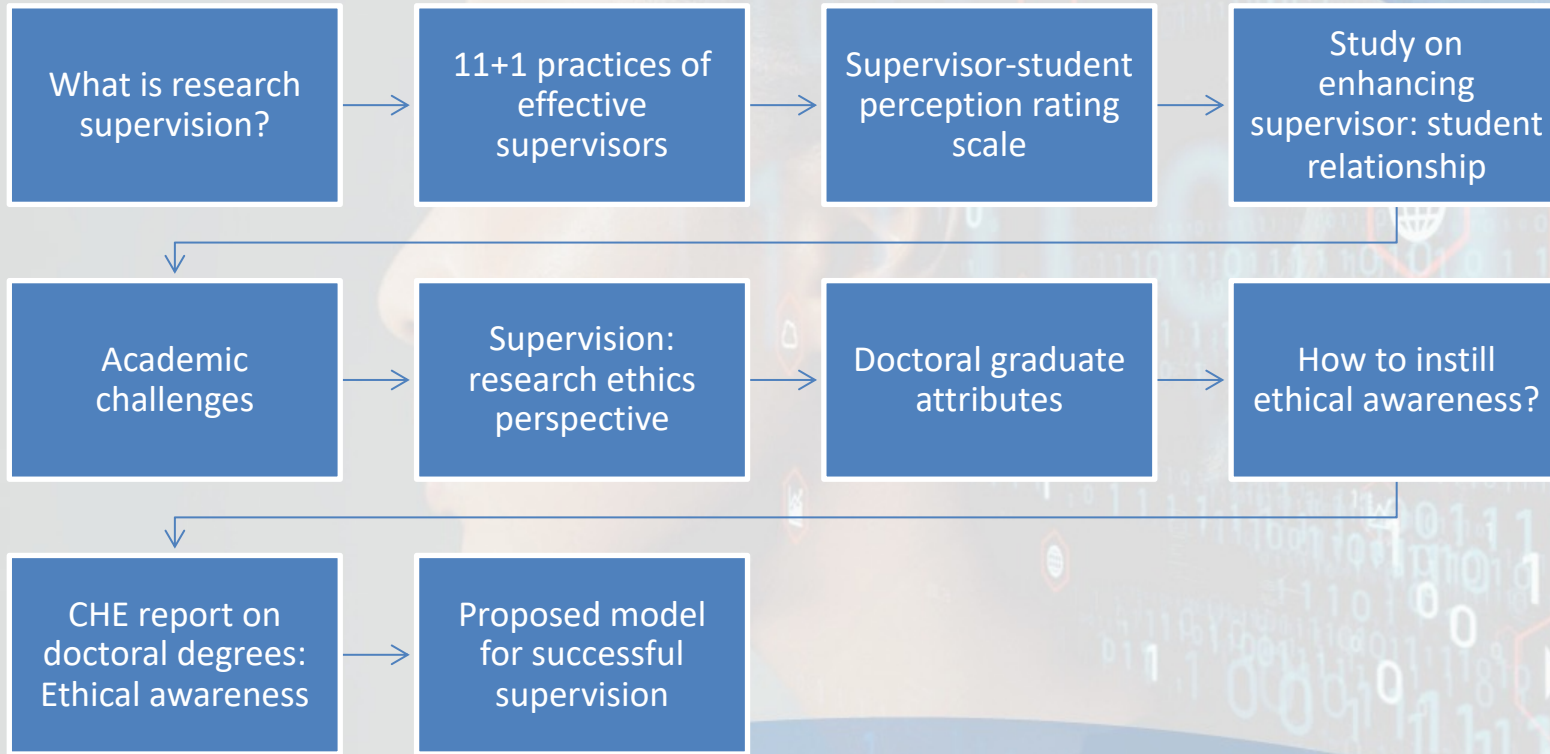 What is research
supervision?
11+1 practices of
effective
supervisors
Supervisor-student
perception rating
scale
Study on
enhancing
supervisor: student
relationship
Academic
challenges
Supervision:
research ethics
perspective
Doctoral graduate
attributes
How to instill
ethical awareness?
CHE report on
doctoral degrees:
Ethical awareness
Proposed model
for successful
supervision